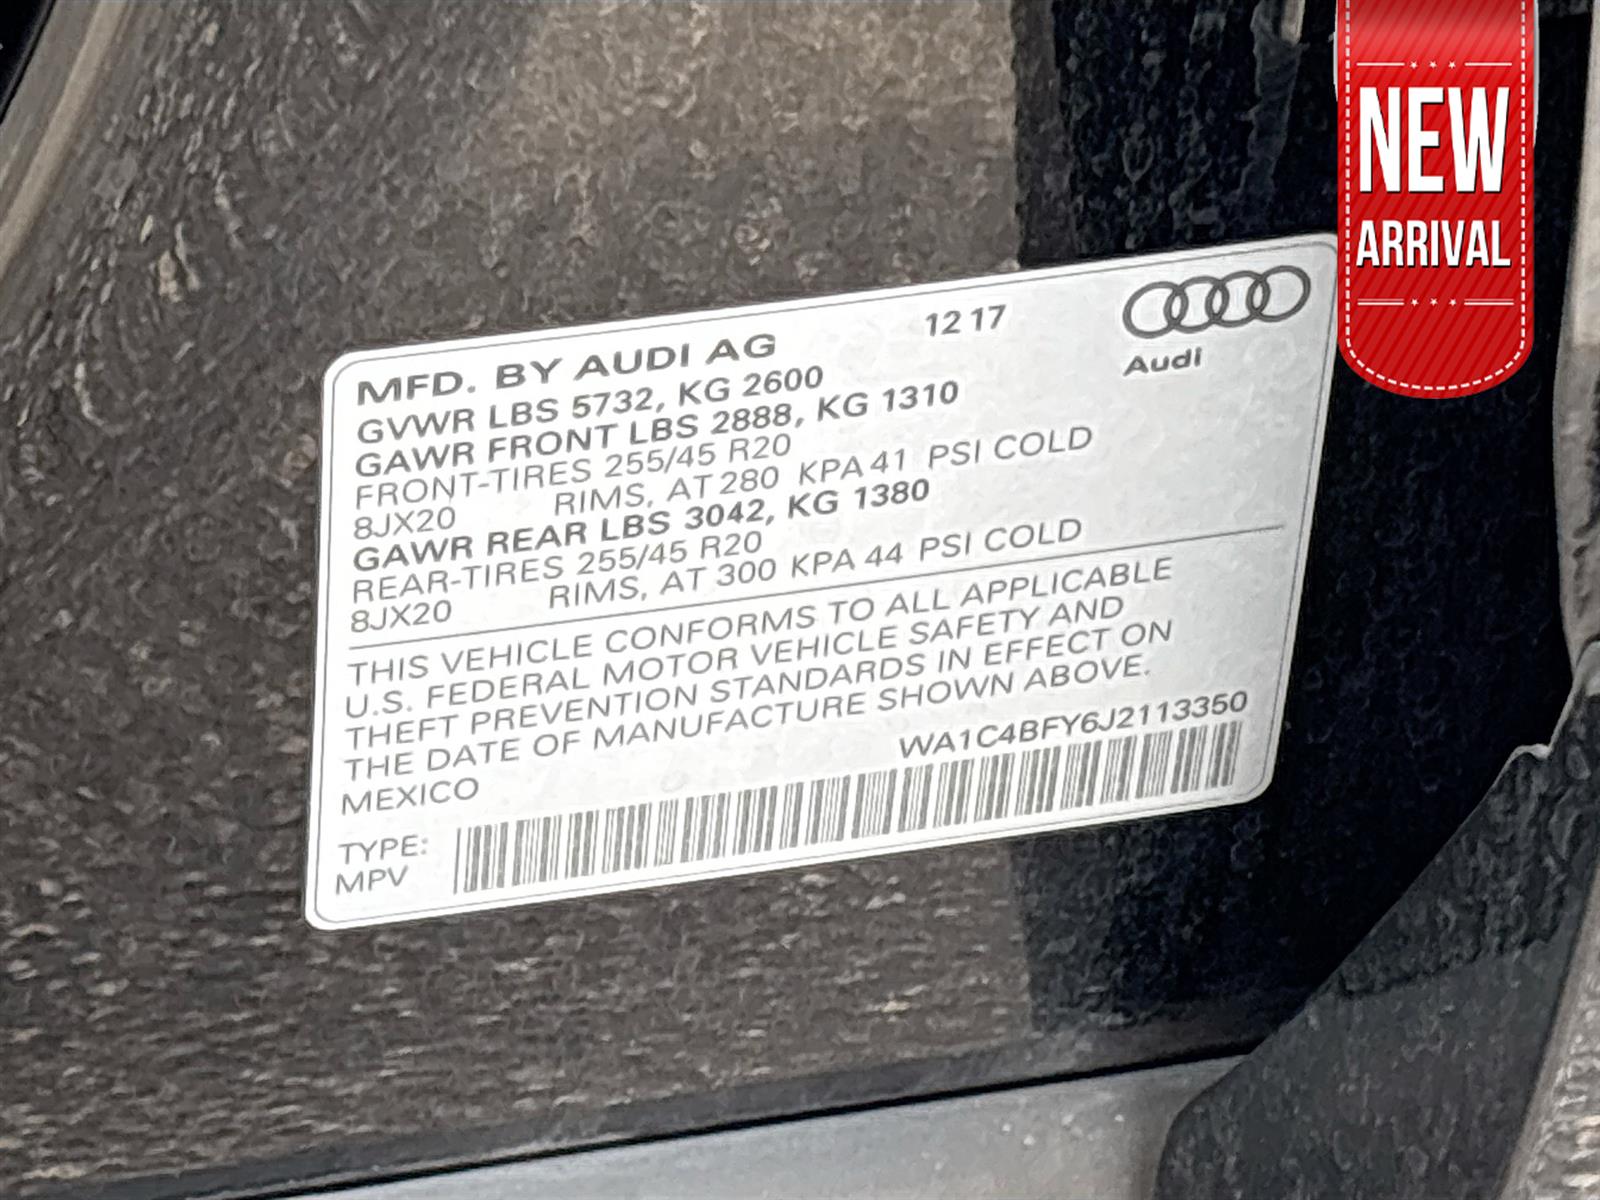 NEW
ARRIVAL
MFD. BY AUDI AG 12 17
Audi
GVWR LBS 5732, KG 2600
GAWR FRONT LBS 2888, KG 1310
FRONT-TIRES 255/45 R20
8JX20 RIMS, AT 280 KPA 41 PSI COLD
GAWR REAR LBS 3042, KG 1380
REAR-TIRES 255/45 R20
8JX20 RIMS, AT 300 KPA 44 PSI COLD
THIS VEHICLE CONFORMS TO ALL APPLICABLE
U.S. FEDERAL MOTOR VEHICLE SAFETY AND
THEFT PREVENTION STANDARDS IN EFFECT ON
THE DATE OF MANUFACTURE SHOWN ABOVE.
MEXICO WA1C4BFY6J2113350
TYPE:
MPV